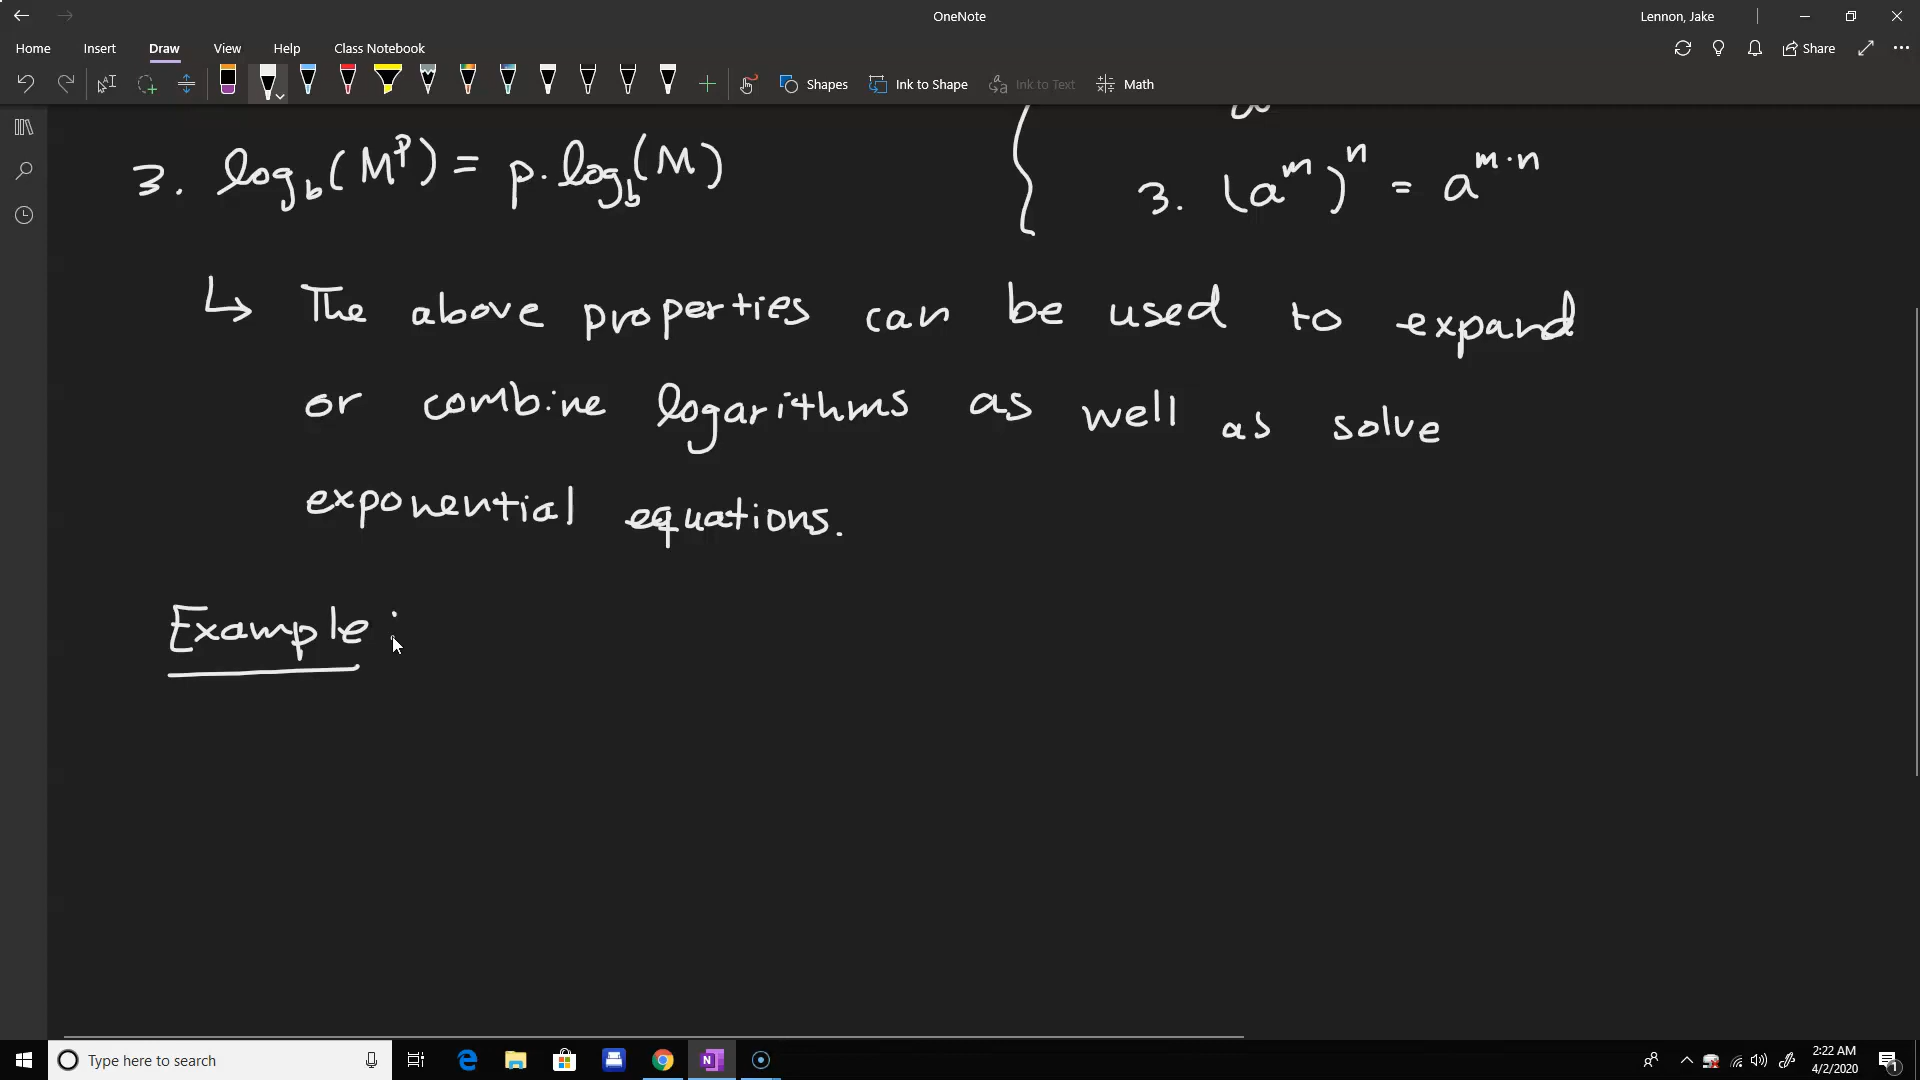 OneNote
Lennon, Jake
Home Insert Draw View Help Class Notebook
Share
Shapes Ink to Shape Ink to Text Math
3. log_b(M^p) = p·log_b(M)
3. (a^m)^n = a^{m·n}
↳ The above properties can be used to expand
or combine logarithms as well as solve
exponential equations.
Example:
Type here to search
2:22 AM
4/2/2020
1